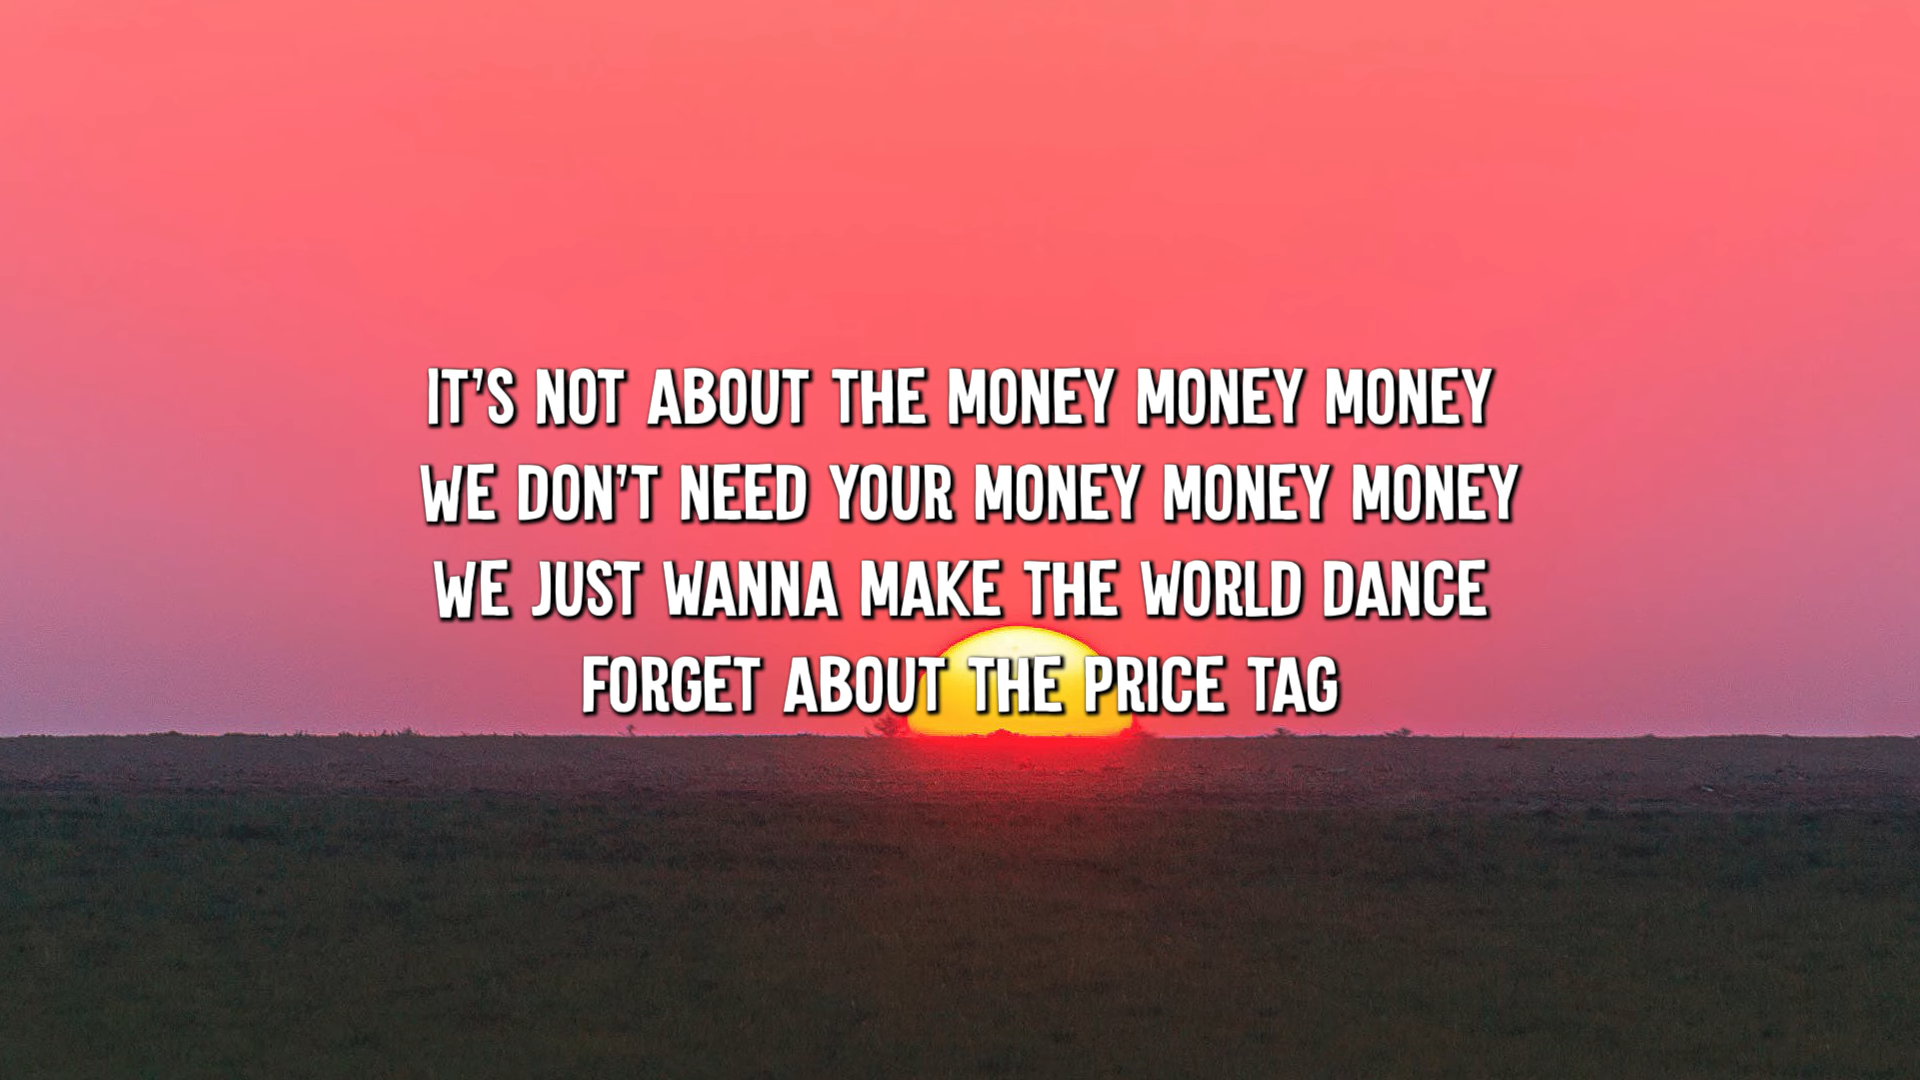 IT'S NOT ABOUT THE MONEY MONEY MONEY
WE DON'T NEED YOUR MONEY MONEY MONEY
WE JUST WANNA MAKE THE WORLD DANCE
FORGET ABOUT THE PRICE TAG